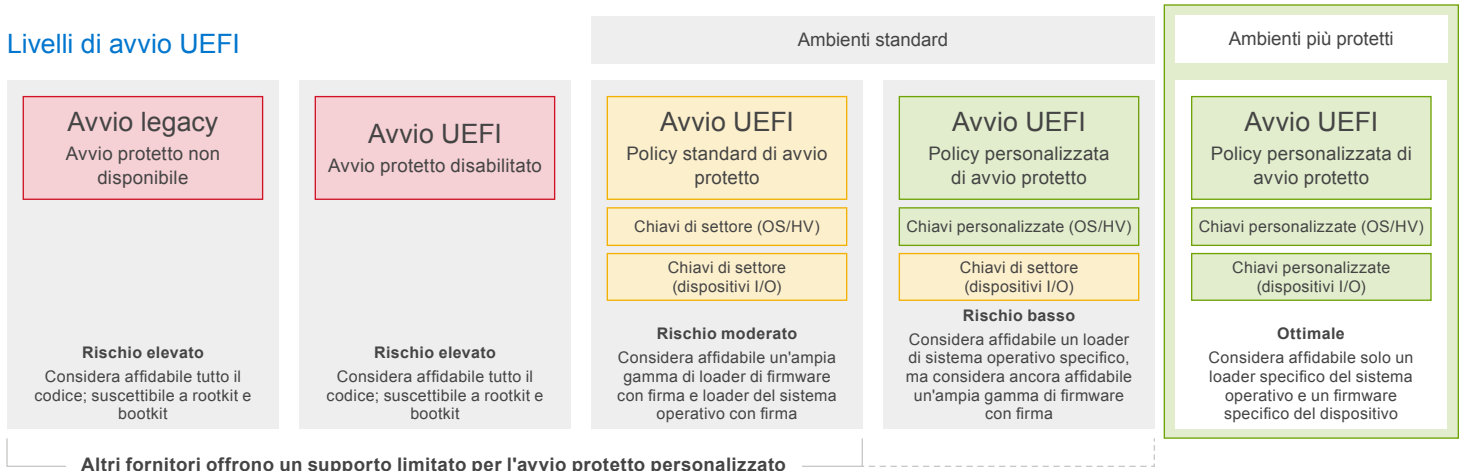 Livelli di avvio UEFI
Ambienti standard
Ambienti più protetti
Avvio legacy
Avvio protetto non
disponibile
Rischio elevato
Considera affidabile tutto il
codice; suscettibile a rootkit e
bootkit
Avvio UEFI
Avvio protetto disabilitato
Rischio elevato
Considera affidabile tutto il
codice; suscettibile a rootkit e
bootkit
Avvio UEFI
Policy standard di avvio
protetto
Chiavi di settore (OS/HV)
Chiavi di settore
(dispositivi I/O)
Rischio moderato
Considera affidabile un'ampia
gamma di loader di firmware
con firma e loader del sistema
operativo con firma
Avvio UEFI
Policy personalizzata
di avvio protetto
Chiavi personalizzate (OS/HV)
Chiavi di settore
(dispositivi I/O)
Rischio basso
Considera affidabile un loader
di sistema operativo specifico,
ma considera ancora affidabile
un'ampia gamma di firmware
con firma
Avvio UEFI
Policy personalizzata di
avvio protetto
Chiavi personalizzate (OS/HV)
Chiavi personalizzate
(dispositivi I/O)
Ottimale
Considera affidabile solo un
loader specifico del sistema
operativo e un firmware
specifico del dispositivo
Altri fornitori offrono un supporto limitato per l'avvio protetto personalizzato